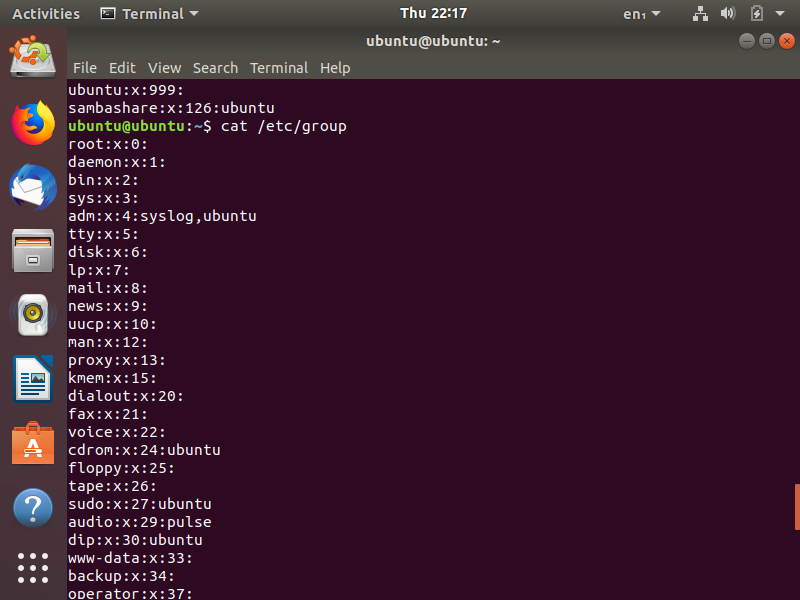 Activities Terminal Thu 22:17 en₁
ubuntu@ubuntu: ~
File Edit View Search Terminal Help
ubuntu:x:999:
sambashare:x:126:ubuntu
ubuntu@ubuntu:~$ cat /etc/group
root:x:0:
daemon:x:1:
bin:x:2:
sys:x:3:
adm:x:4:syslog,ubuntu
tty:x:5:
disk:x:6:
lp:x:7:
mail:x:8:
news:x:9:
uucp:x:10:
man:x:12:
proxy:x:13:
kmem:x:15:
dialout:x:20:
fax:x:21:
voice:x:22:
cdrom:x:24:ubuntu
floppy:x:25:
tape:x:26:
sudo:x:27:ubuntu
audio:x:29:pulse
dip:x:30:ubuntu
www-data:x:33:
backup:x:34:
operator:x:37: